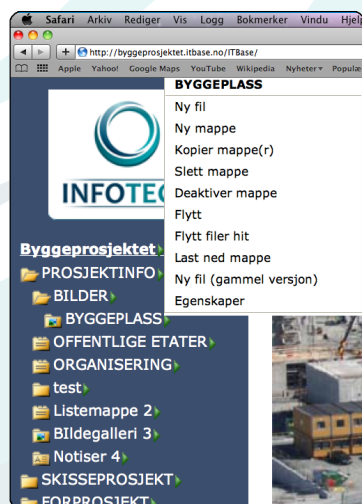 Safari Arkiv Rediger Vis Logg Bokmerker Vindu Hjelp
http://byggeprosjektet.itbase.no/ITBase/
Apple Yahoo! Google Maps YouTube Wikipedia Nyheter
BYGGEPLASS
Ny fil
Ny mappe
Kopier mappe(r)
Slett mappe
Deaktiver mappe
Flytt
Flytt filer hit
Last ned mappe
Ny fil (gammel versjon)
Egenskaper
INFOTEC
Byggeprosjektet
PROSJEKTINFO
BILDER
BYGGEPLASS
OFFENTLIGE ETATER
ORGANISERING
test
Listemappe 2
BIldegalleri 3
Notiser 4
SKISSEPROSJEKT
FORPROSJEKT